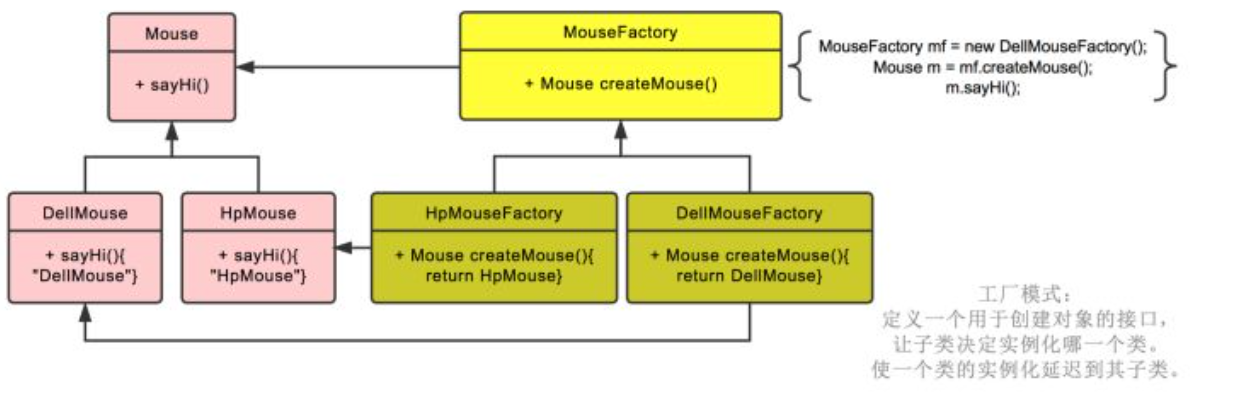 Mouse
+ sayHi()
MouseFactory
+ Mouse createMouse()
MouseFactory mf = new DellMouseFactory();
Mouse m = mf.createMouse();
m.sayHi();
DellMouse
+ sayHi(){
"DellMouse"}
HpMouse
+ sayHi(){
"HpMouse"}
HpMouseFactory
+ Mouse createMouse(){
return HpMouse}
DellMouseFactory
+ Mouse createMouse(){
return DellMouse}
工厂模式：
定义一个用于创建对象的接口，
让子类决定实例化哪一个类。
使一个类的实例化延迟到其子类。